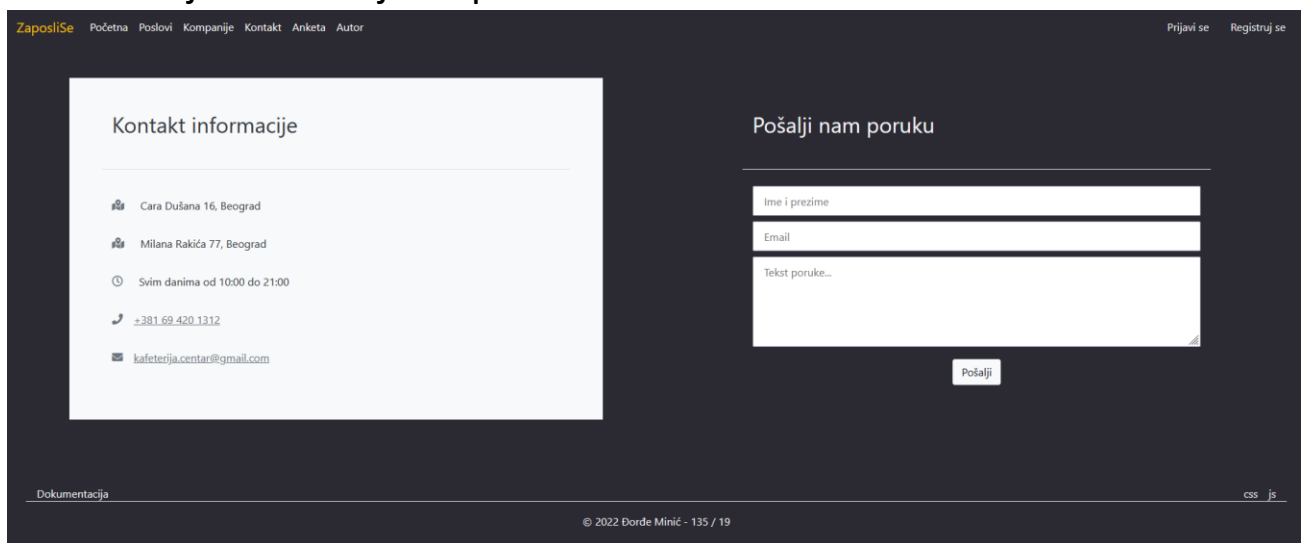 ZaposliSe Početna Poslovi Kompanije Kontakt Anketa Autor Prijavi se Registruj se
Kontakt informacije
Cara Dušana 16, Beograd
Milana Rakića 77, Beograd
Svim danima od 10:00 do 21:00
+381 69 420 1312
kafeterija.centar@gmail.com
Pošalji nam poruku
Ime i prezime
Email
Tekst poruke...
Pošalji
Dokumentacija css js
© 2022 Đorđe Minić - 135 / 19